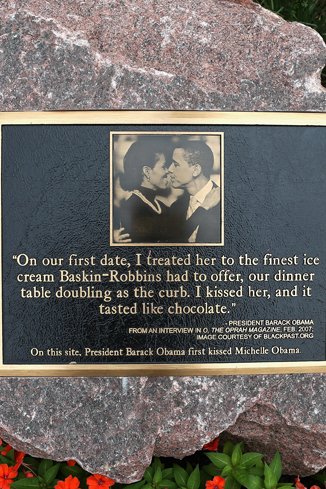 "On our first date, I treated her to the finest ice
cream Baskin-Robbins had to offer, our dinner
table doubling as the curb. I kissed her, and it
tasted like chocolate."
- PRESIDENT BARACK OBAMA
FROM AN INTERVIEW IN O, THE OPRAH MAGAZINE, FEB. 2007;
IMAGE COURTESY OF BLACKPAST.ORG
On this site, President Barack Obama first kissed Michelle Obama.